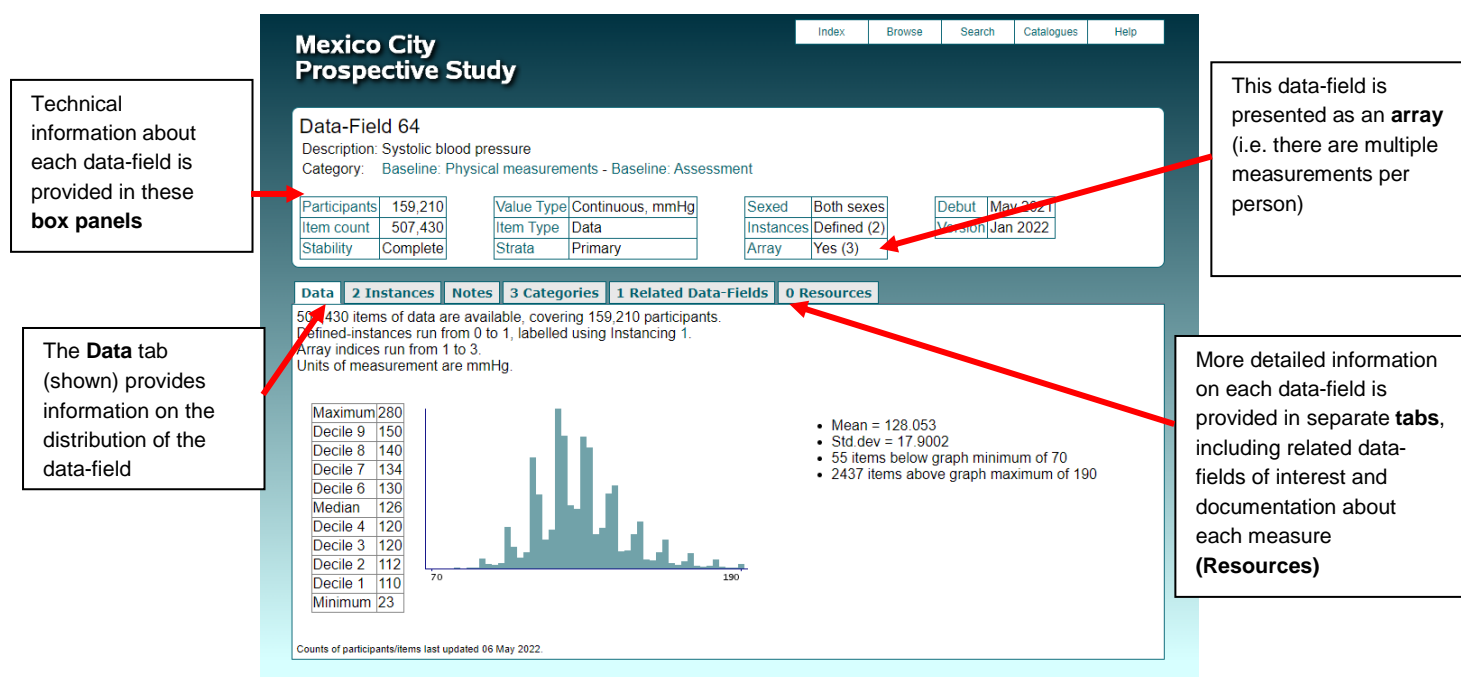 Mexico City
Prospective Study
Index Browse Search Catalogues Help
Technical
information about
each data-field is
provided in these
box panels
This data-field is
presented as an array
(i.e. there are multiple
measurements per
person)
Data-Field 64
Description: Systolic blood pressure
Category: Baseline: Physical measurements - Baseline: Assessment
Participants 159,210 Value Type Continuous, mmHg Sexed Both sexes Debut May 2021
Item count 507,430 Item Type Data Instances Defined (2) Version Jan 2022
Stability Complete Strata Primary Array Yes (3)
Data 2 Instances Notes 3 Categories 1 Related Data-Fields 0 Resources
507,430 items of data are available, covering 159,210 participants.
Defined-instances run from 0 to 1, labelled using Instancing 1.
Array indices run from 1 to 3.
Units of measurement are mmHg.
The Data tab
(shown) provides
information on the
distribution of the
data-field
More detailed information
on each data-field is
provided in separate tabs,
including related data-
fields of interest and
documentation about
each measure
(Resources)
Maximum 280
Decile 9 150
Decile 8 140
Decile 7 134
Decile 6 130
Median 126
Decile 4 120
Decile 3 120
Decile 2 112
Decile 1 110
Minimum 23
70 190
• Mean = 128.053
• Std.dev = 17.9002
• 55 items below graph minimum of 70
• 2437 items above graph maximum of 190
Counts of participants/items last updated 06 May 2022.